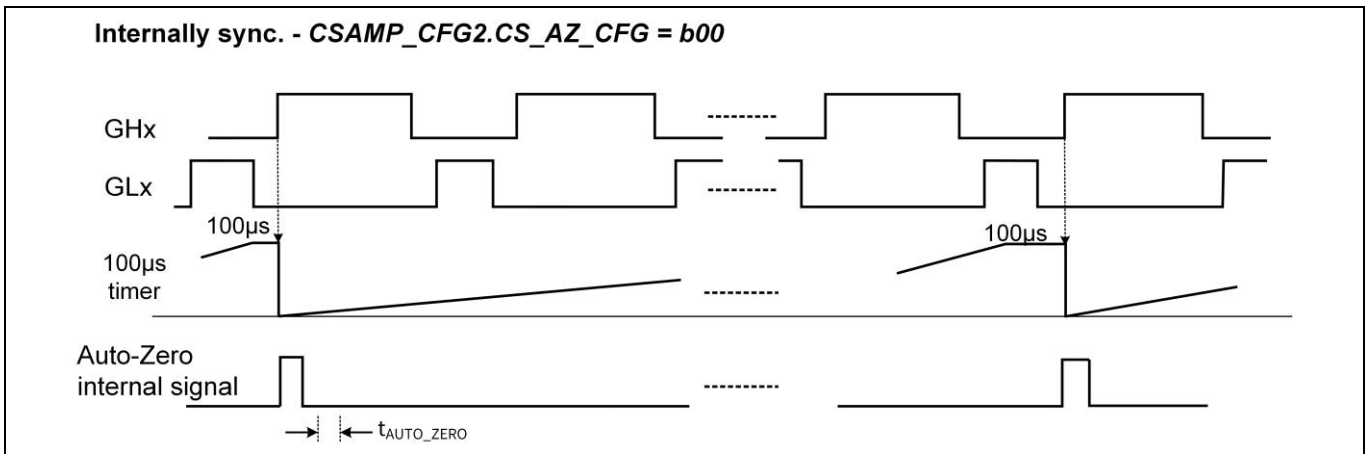 Internally sync. - CSAMP_CFG2.CS_AZ_CFG = b00
GHx
GLx
100µs
100µs
100µs
timer
Auto-Zero
internal signal
tAUTO_ZERO